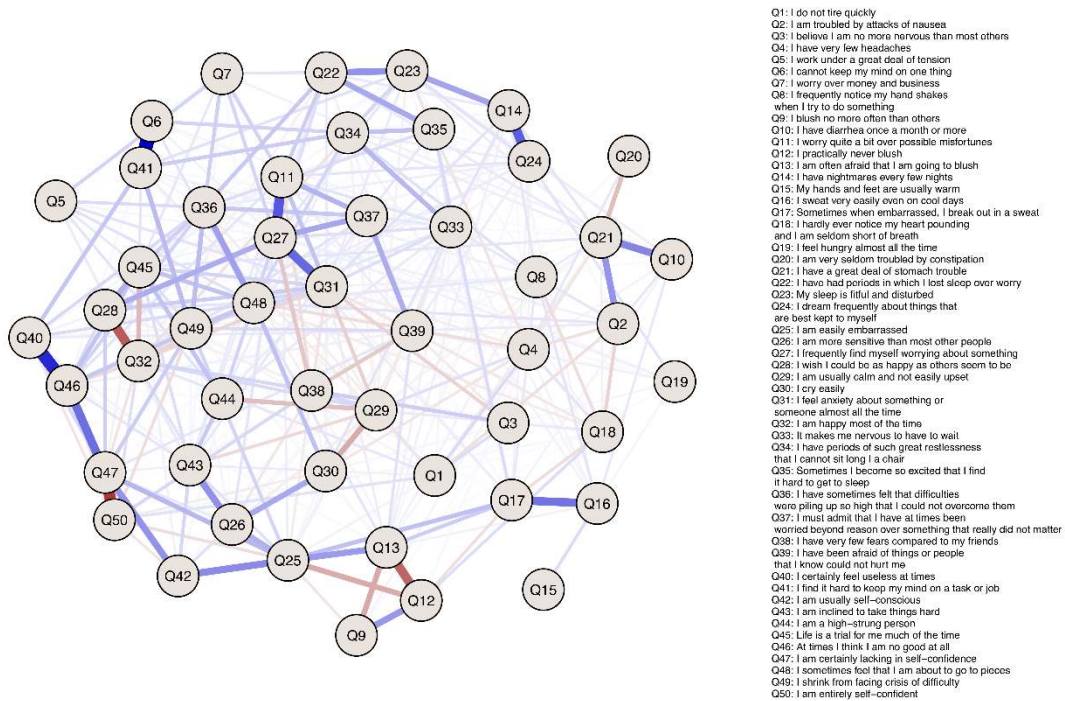 Q7
Q22
Q23
Q14
Q6
Q34
Q35
Q41
Q24
Q20
Q11
Q5
Q36
Q37
Q33
Q27
Q21
Q10
Q45
Q8
Q31
Q28
Q48
Q49
Q39
Q2
Q40
Q32
Q4
Q46
Q19
Q44
Q38
Q29
Q3
Q18
Q43
Q30
Q1
Q47
Q17
Q16
Q50
Q26
Q13
Q25
Q42
Q15
Q12
Q9
Q1: I do not tire quickly
Q2: I am troubled by attacks of nausea
Q3: I believe I am no more nervous than most others
Q4: I have very few headaches
Q5: I work under a great deal of tension
Q6: I cannot keep my mind on one thing
Q7: I worry over money and business
Q8: I frequently notice my hand shakes
when I try to do something
Q9: I blush no more often than others
Q10: I have diarrhea once a month or more
Q11: I worry quite a bit over possible misfortunes
Q12: I practically never blush
Q13: I am often afraid that I am going to blush
Q14: I have nightmares every few nights
Q15: My hands and feet are usually warm
Q16: I sweat very easily even on cool days
Q17: Sometimes when embarrassed, I break out in a sweat
Q18: I hardly ever notice my heart pounding
and I am seldom short of breath
Q19: I feel hungry almost all the time
Q20: I am very seldom troubled by constipation
Q21: I have a great deal of stomach trouble
Q22: I have had periods in which I lost sleep over worry
Q23: My sleep is fitful and disturbed
Q24: I dream frequently about things that
are best kept to myself
Q25: I am easily embarrassed
Q26: I am more sensitive than most other people
Q27: I frequently find myself worrying about something
Q28: I wish I could be as happy as others seem to be
Q29: I am usually calm and not easily upset
Q30: I cry easily
Q31: I feel anxiety about something or
someone almost all the time
Q32: I am happy most of the time
Q33: It makes me nervous to have to wait
Q34: I have periods of such great restlessness
that I cannot sit long I a chair
Q35: Sometimes I become so excited that I find
it hard to get to sleep
Q36: I have sometimes felt that difficulties
were piling up so high that I could not overcome them
Q37: I must admit that I have at times been
worried beyond reason over something that really did not matter
Q38: I have very few fears compared to my friends
Q39: I have been afraid of things or people
that I know could not hurt me
Q40: I certainly feel useless at times
Q41: I find it hard to keep my mind on a task or job
Q42: I am usually self-conscious
Q43: I am inclined to take things hard
Q44: I am a high-strung person
Q45: Life is a trial for me much of the time
Q46: At times I think I am no good at all
Q47: I am certainly lacking in self-confidence
Q48: I sometimes feel that I am about to go to pieces
Q49: I shrink from facing crisis of difficulty
Q50: I am entirely self-confident